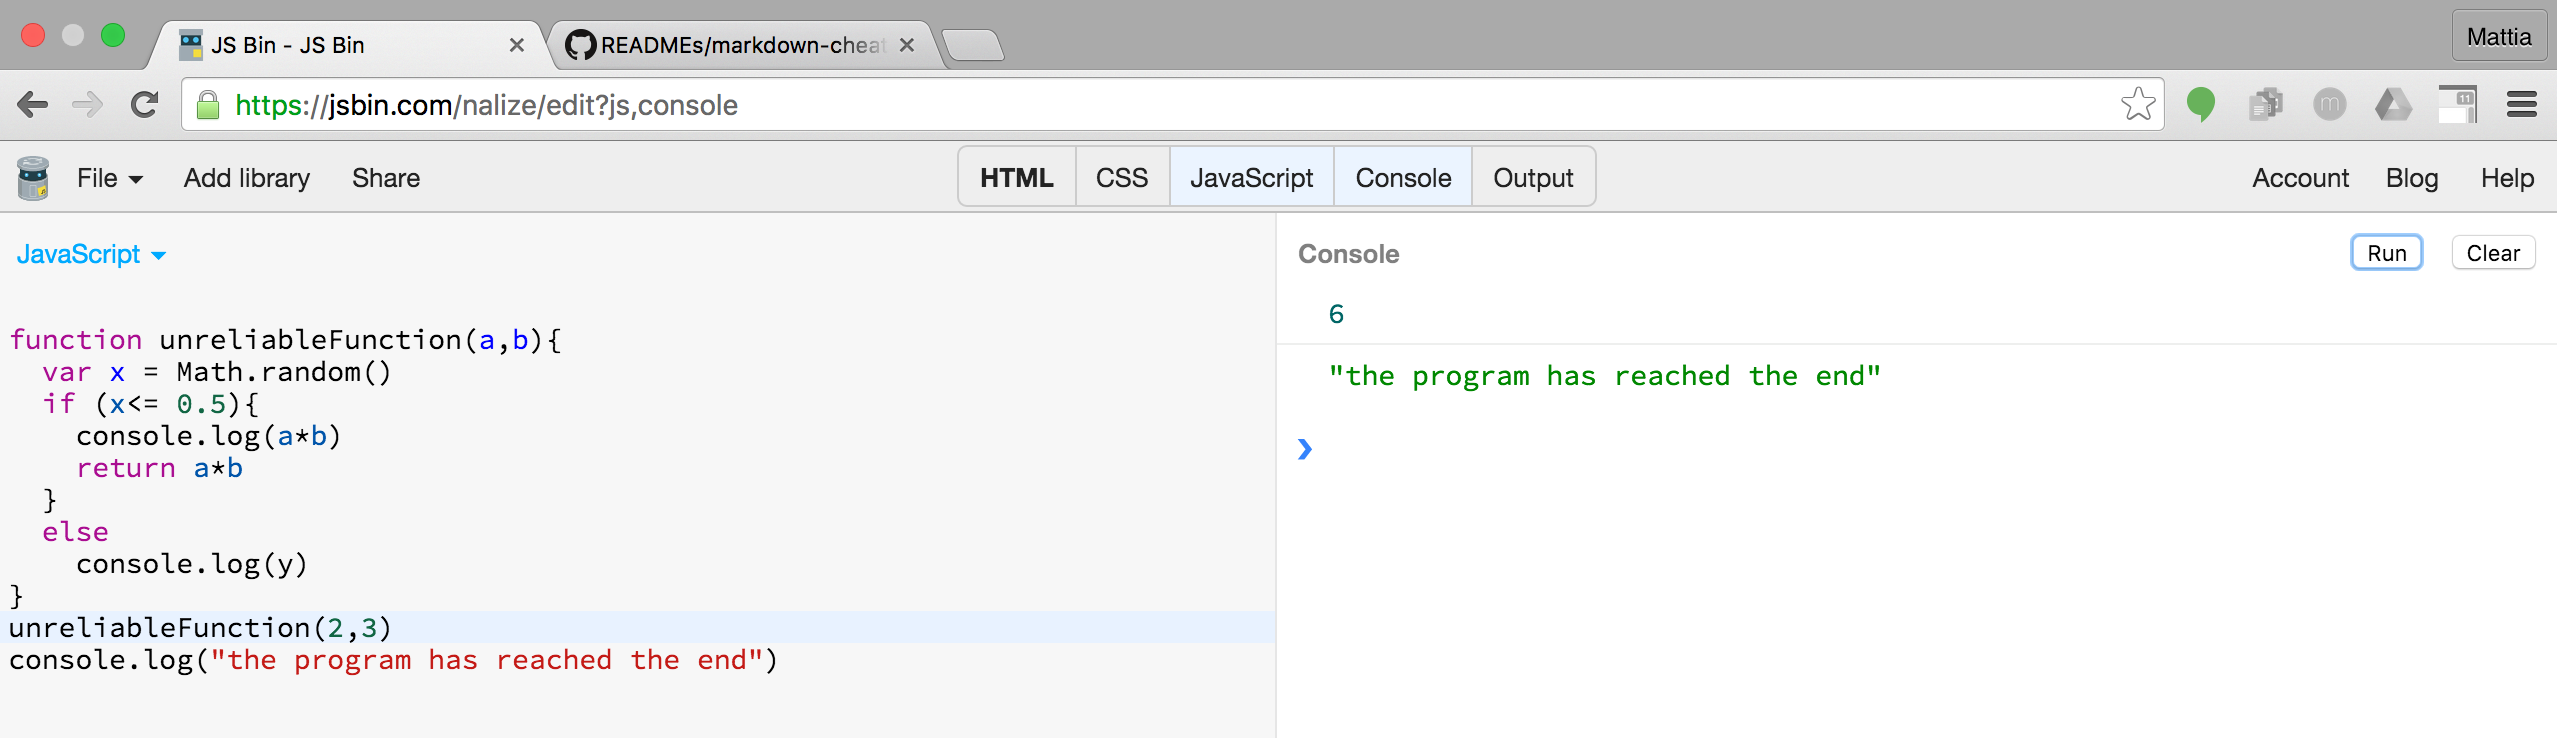 JS Bin - JS Bin
READMEs/markdown-cheat
Mattia
https://jsbin.com/nalize/edit?js,console
m
11
File
Add library
Share
HTML
CSS
JavaScript
Console
Output
Account
Blog
Help
JavaScript
function unreliableFunction(a,b){
  var x = Math.random()
  if (x<= 0.5){
    console.log(a*b)
    return a*b
  }
  else
    console.log(y)
}
unreliableFunction(2,3)
console.log("the program has reached the end")
Console
Run
Clear
6
"the program has reached the end"